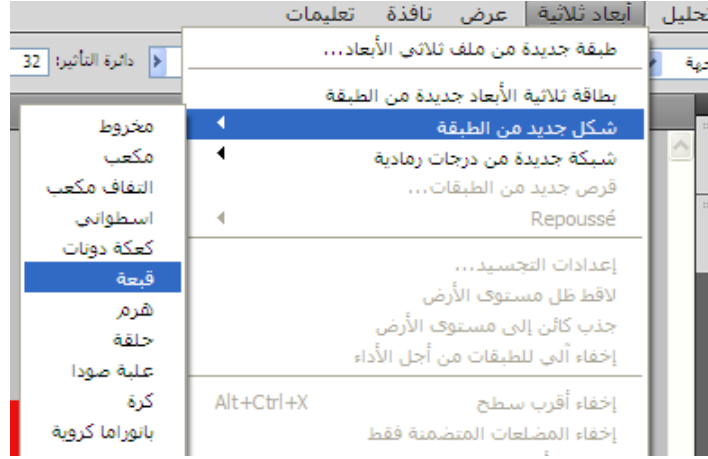 تحليل أبعاد ثلاثية عرض نافذة تعليمات
دائرة التأثير: 32
طبقة جديدة من ملف ثلاثي الأبعاد...
بطاقة ثلاثية الأبعاد جديدة من الطبقة
شكل جديد من الطبقة
شبكة جديدة من درجات رمادية
قرص جديد من الطبقات...
Repoussé
إعدادات التجسيد...
لاقط ظل مستوى الأرض
جذب كائن إلى مستوى الأرض
إخفاء آلي للطبقات من أجل الأداء
إخفاء أقرب سطح Alt+Ctrl+X
إخفاء المضلعات المتضمنة فقط
مخروط
مكعب
التفاف مكعب
اسطواني
كعكة دونات
قبعة
هرم
حلقة
علبة صودا
كرة
بانوراما كروية